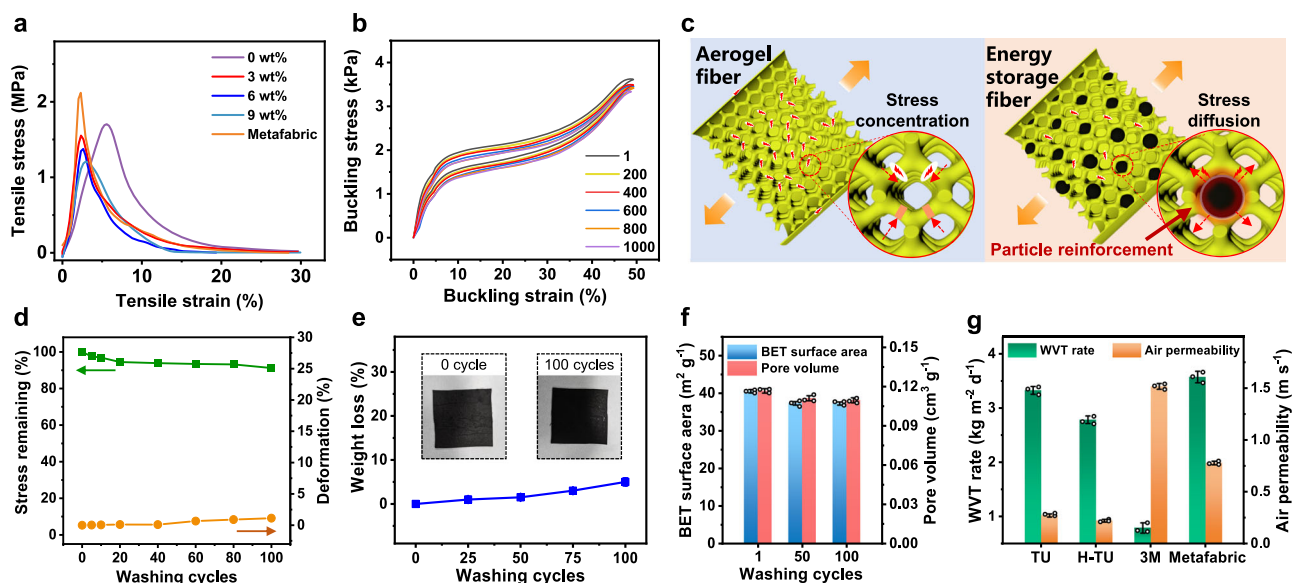 a
Tensile stress (MPa)
2
1
0
0 wt%
3 wt%
6 wt%
9 wt%
Metafabric
0
10
20
30
Tensile strain (%)
b
Buckling stress (kPa)
5
4
3
2
1
0
1
200
400
600
800
1000
0
10
20
30
40
50
Buckling strain (%)
c
Aerogel
fiber
Stress
concentration
Energy
storage
fiber
Stress
diffusion
Particle reinforcement
d
Stress remaining (%)
100
80
60
40
20
0
30
25
20
15
10
5
0
Deformation (%)
0
20
40
60
80
100
Washing cycles
e
Weight loss (%)
30
20
10
0
0 cycle
100 cycles
0
25
50
75
100
Washing cycles
f
BET surface area (m² g⁻¹)
50
40
30
20
10
0
BET surface area
Pore volume
0.15
0.12
0.09
0.06
0.03
0.00
Pore volume (cm³ g⁻¹)
1
50
100
Washing cycles
g
WVT rate (kg m⁻² d⁻¹)
4
3
2
1
WVT rate
Air permeability
1.5
1.0
0.5
0.0
Air permeability (m s⁻¹)
TU
H-TU
3M
Metafabric